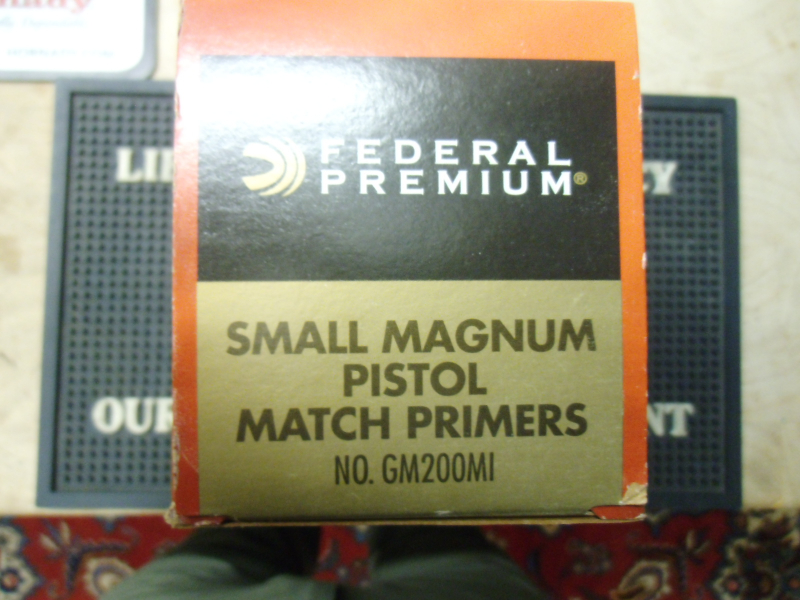 FEDERAL
PREMIUM®
SMALL MAGNUM
PISTOL
MATCH PRIMERS
NO. GM200MI